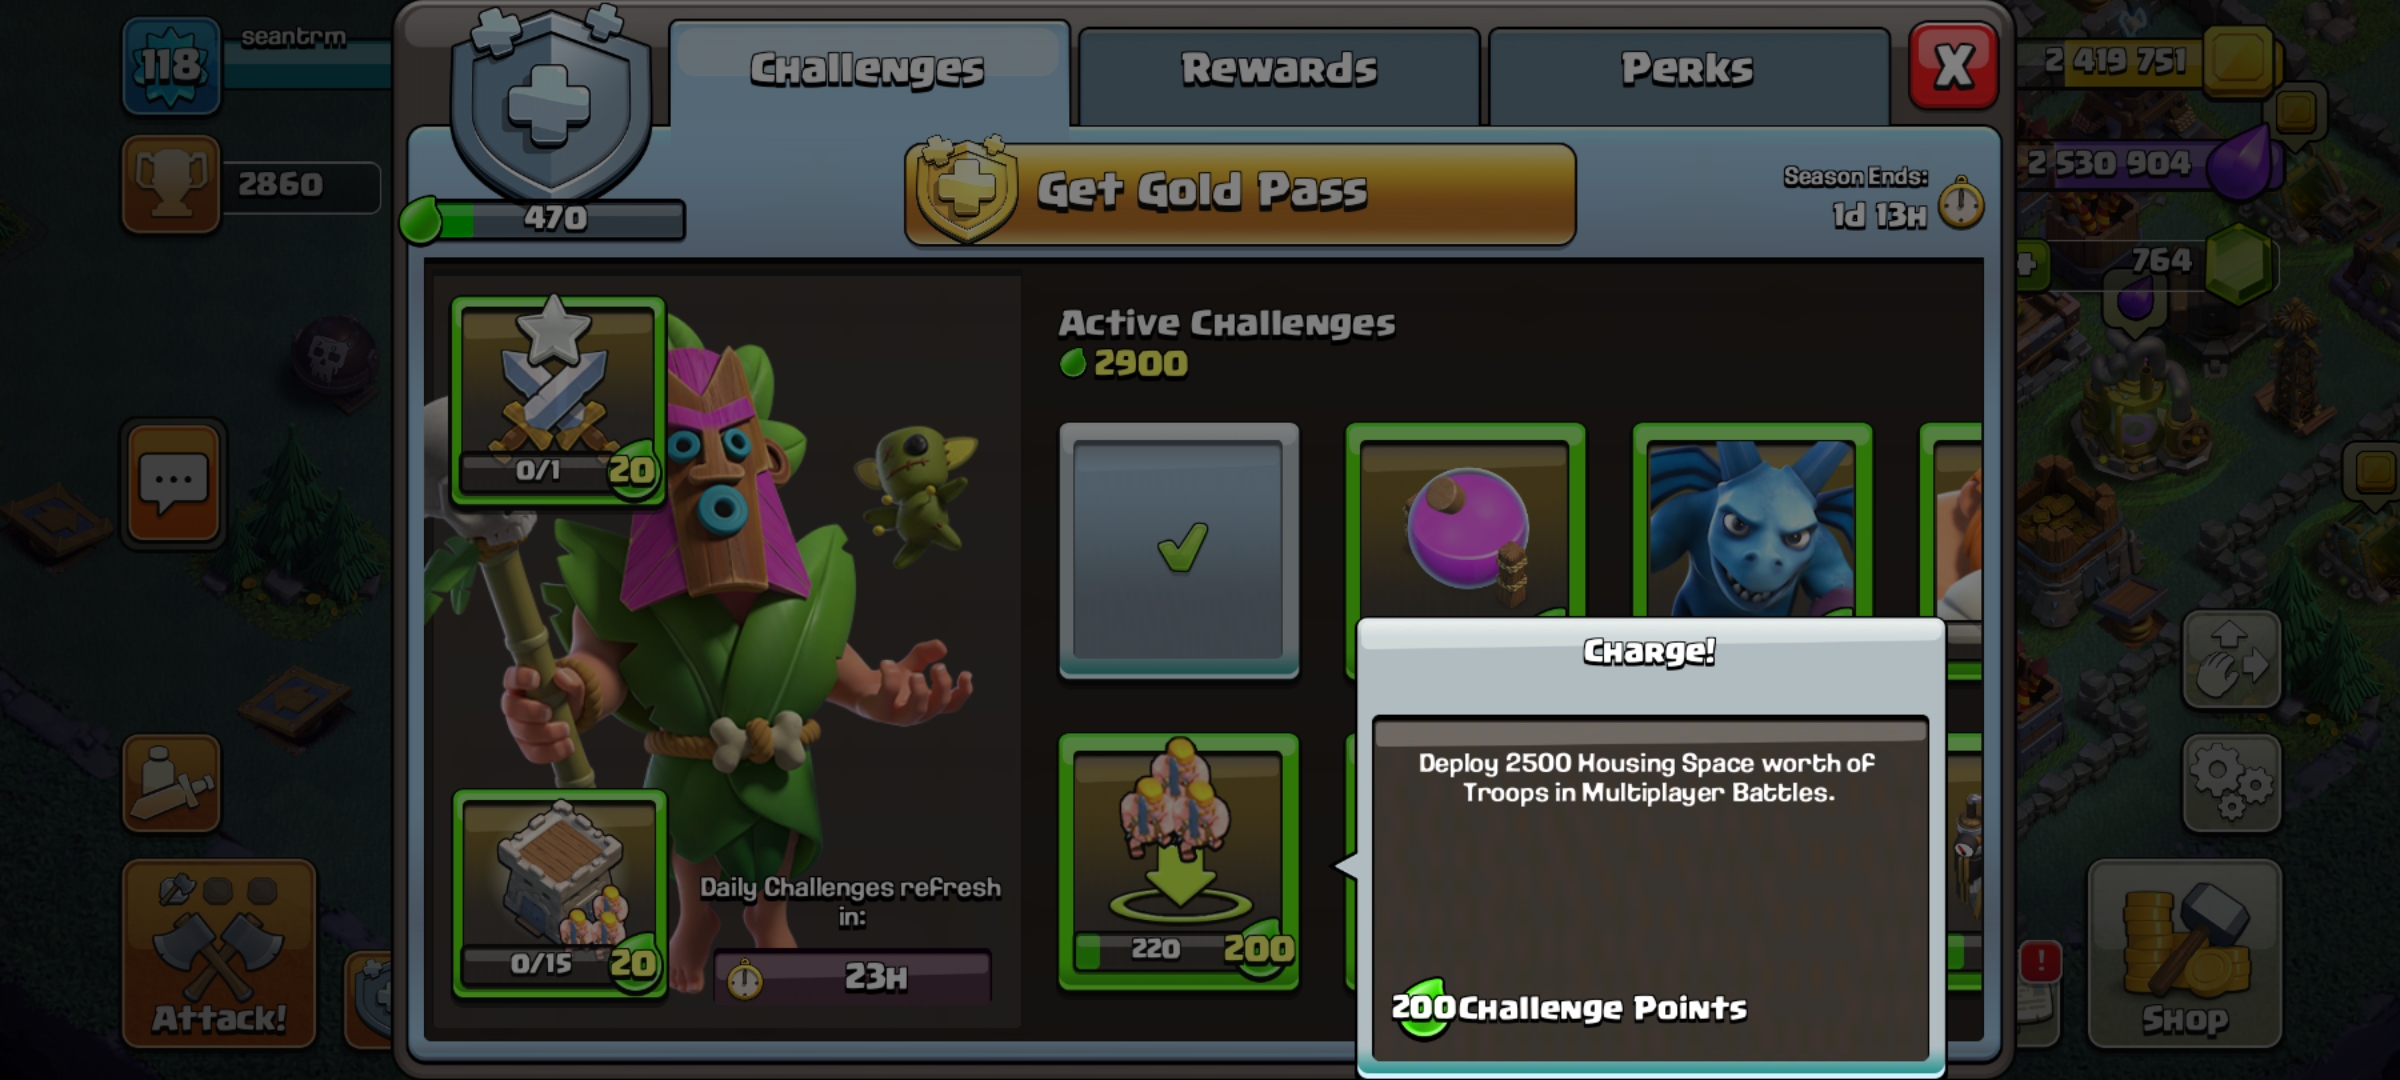 118
seantrm
Challenges
Rewards
Perks
X
2 419 751
2860
Get Gold Pass
Season Ends:
1d 13H
2 530 904
470
764
Active Challenges
2900
0/1
20
Charge!
Deploy 2500 Housing Space worth of
Troops in Multiplayer Battles.
Daily Challenges refresh
in:
0/15
20
23H
220
200
200 Challenge Points
Attack!
!
Shop